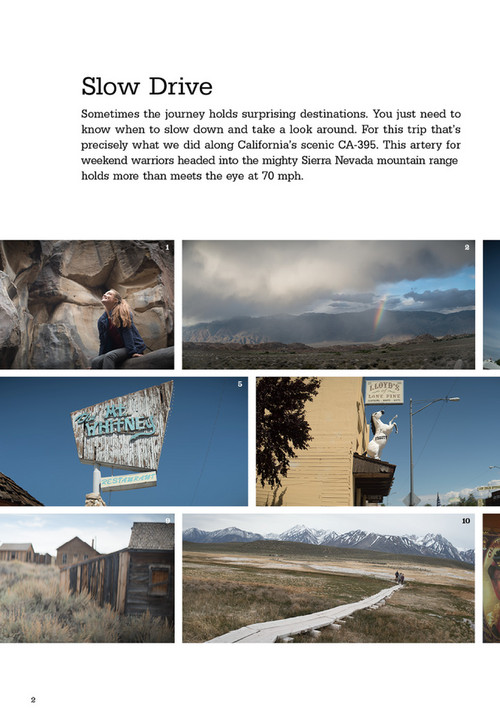 Slow Drive
Sometimes the journey holds surprising destinations. You just need to
know when to slow down and take a look around. For this trip that's
precisely what we did along California's scenic CA-395. This artery for
weekend warriors headed into the mighty Sierra Nevada mountain range
holds more than meets the eye at 70 mph.
1
2
5
MT.
WHITNEY
RESTAURANT
LLOYD'S
OF
LONE PINE
9
10
2